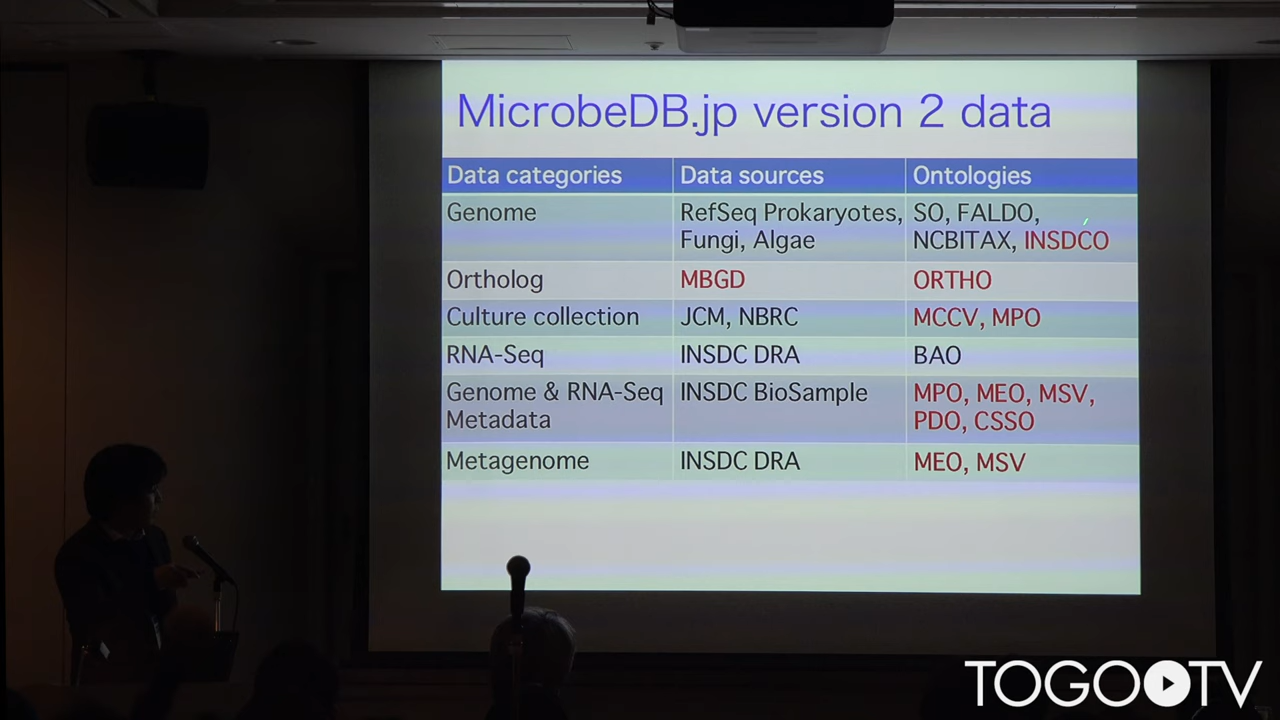 MicrobeDB.jp version 2 data
Data categories Data sources Ontologies
Genome RefSeq Prokaryotes, SO, FALDO,
Fungi, Algae NCBITAX, INSDCO
Ortholog MBGD ORTHO
Culture collection JCM, NBRC MCCV, MPO
RNA-Seq INSDC DRA BAO
Genome & RNA-Seq INSDC BioSample MPO, MEO, MSV,
Metadata PDO, CSSO
Metagenome INSDC DRA MEO, MSV
TOGO TV